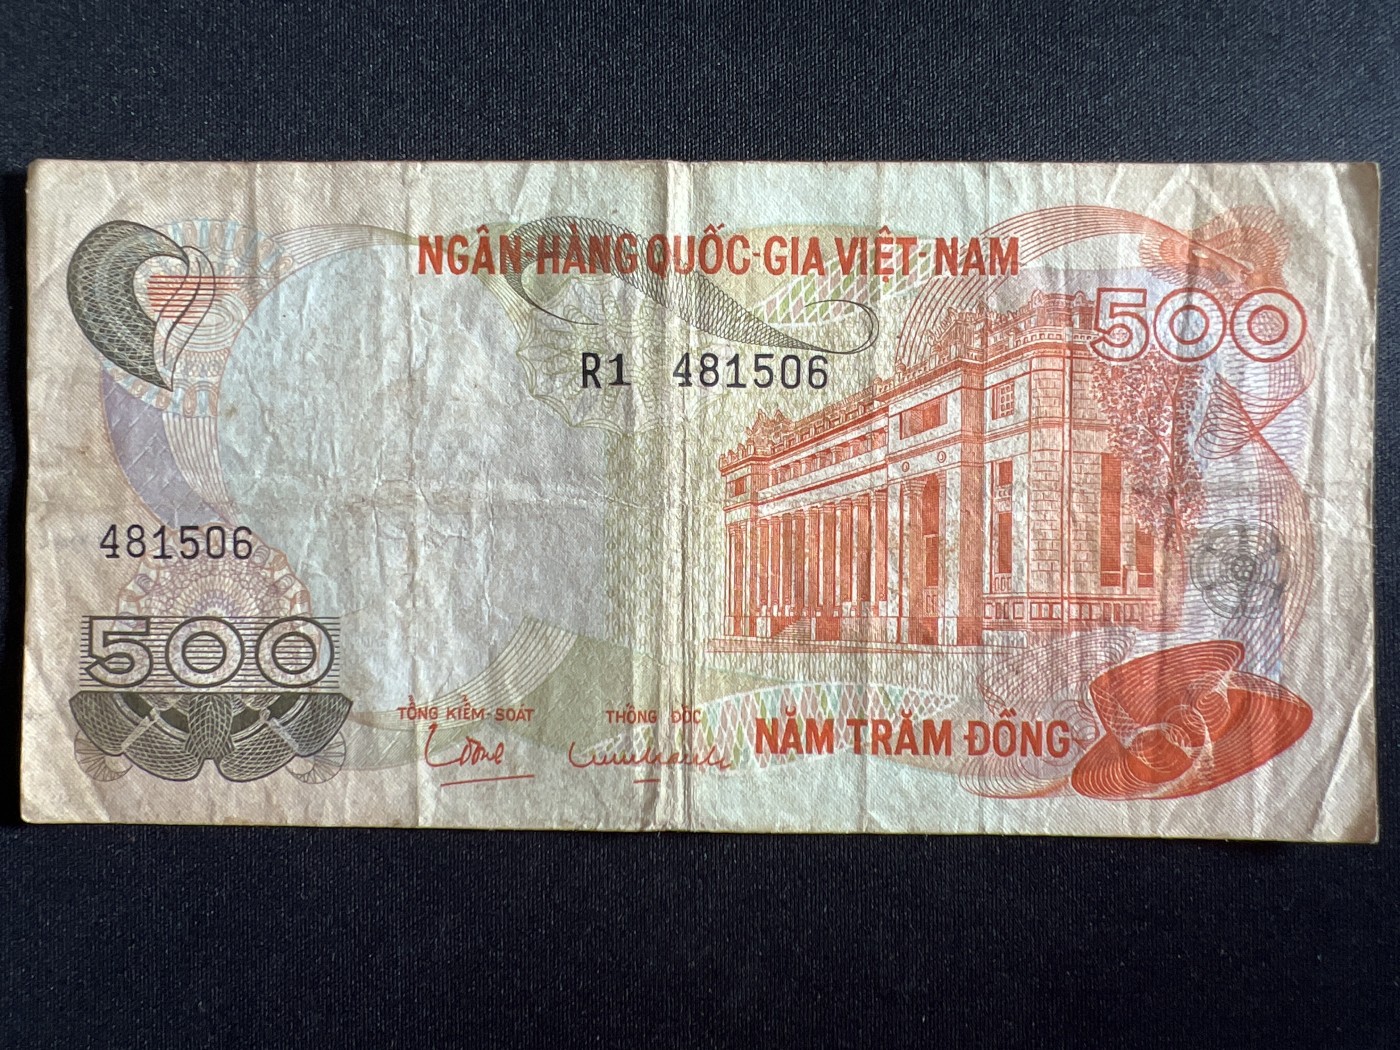 NGÂN-HÀNG QUỐC-GIA VIỆT-NAM
500
R1 481506
481506
500
TỔNG KIỂM-SOÁT
THỐNG ĐỐC
NĂM TRĂM ĐỒNG